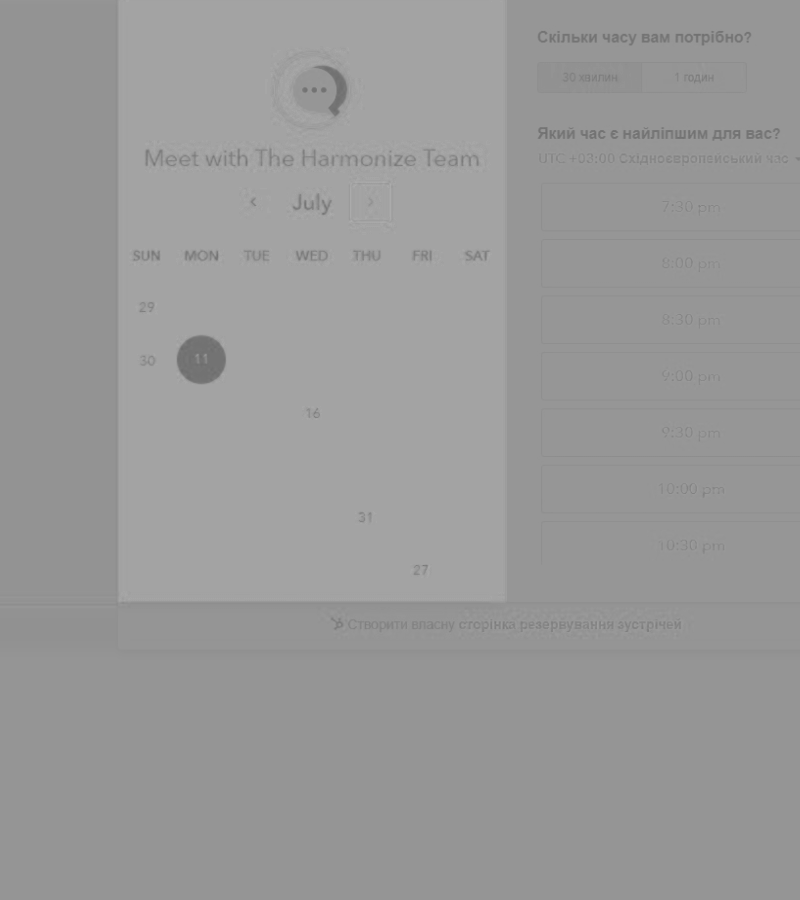 Meet with The Harmonize Team
July
SUN MON TUE WED THU FRI SAT
29
30 11
16
31
27
Скільки часу вам потрібно?
30 хвилин 1 годин
Який час є найліпшим для вас?
UTC +03:00 Східноєвропейський час
7:30 pm
8:00 pm
8:30 pm
9:00 pm
9:30 pm
10:00 pm
10:30 pm
Створити власну сторінка резервування зустрічей